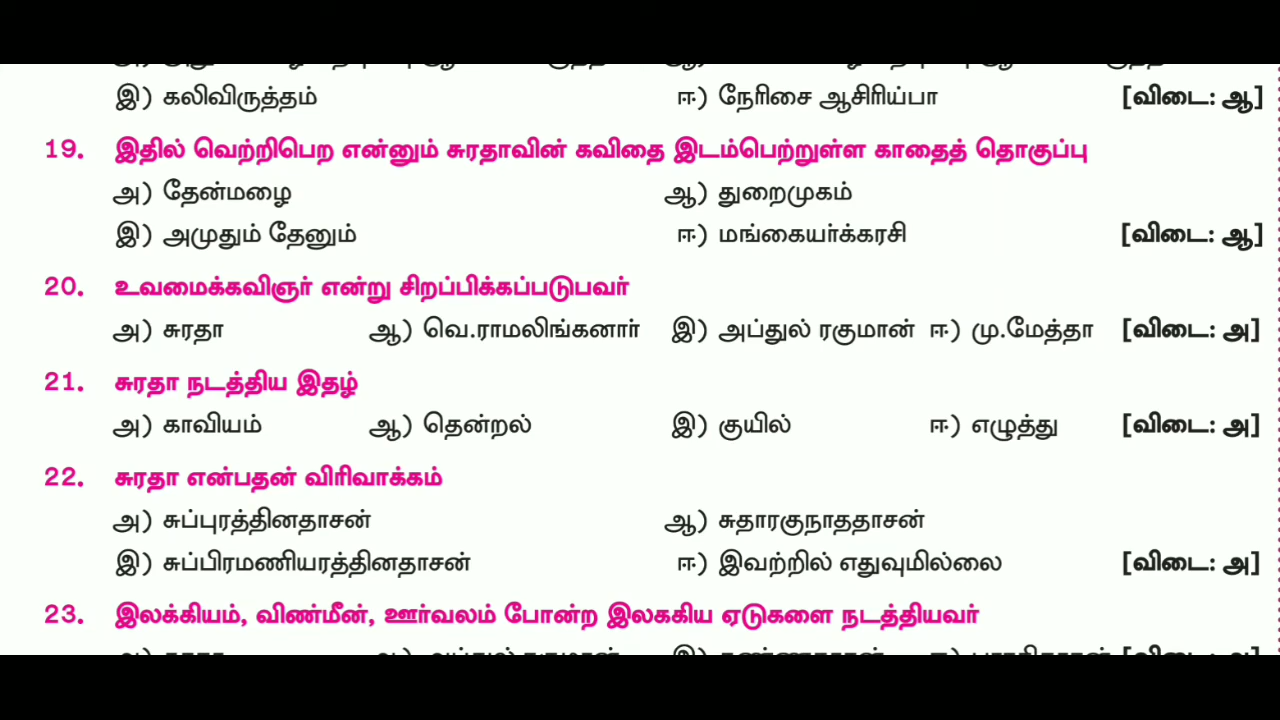 இ) கலிவிருத்தம் ஈ) நேரிசை ஆசிரிய்பா [விடை: ஆ]
19. இதில் வெற்றிபெற என்னும் சுரதாவின் கவிதை இடம்பெற்றுள்ள காதைத் தொகுப்பு
அ) தேன்மழை ஆ) துறைமுகம்
இ) அமுதும் தேனும் ஈ) மங்கையர்க்கரசி [விடை: ஆ]
20. உவமைக்கவிஞர் என்று சிறப்பிக்கப்படுபவர்
அ) சுரதா ஆ) வெ.ராமலிங்கனார் இ) அப்துல் ரகுமான் ஈ) மு.மேத்தா [விடை: அ]
21. சுரதா நடத்திய இதழ்
அ) காவியம் ஆ) தென்றல் இ) குயில் ஈ) எழுத்து [விடை: அ]
22. சுரதா என்பதன் விரிவாக்கம்
அ) சுப்புரத்தினதாசன் ஆ) சுதாரகுநாததாசன்
இ) சுப்பிரமணியரத்தினதாசன் ஈ) இவற்றில் எதுவுமில்லை [விடை: அ]
23. இலக்கியம், விண்மீன், ஊர்வலம் போன்ற இலககிய ஏடுகளை நடத்தியவர்